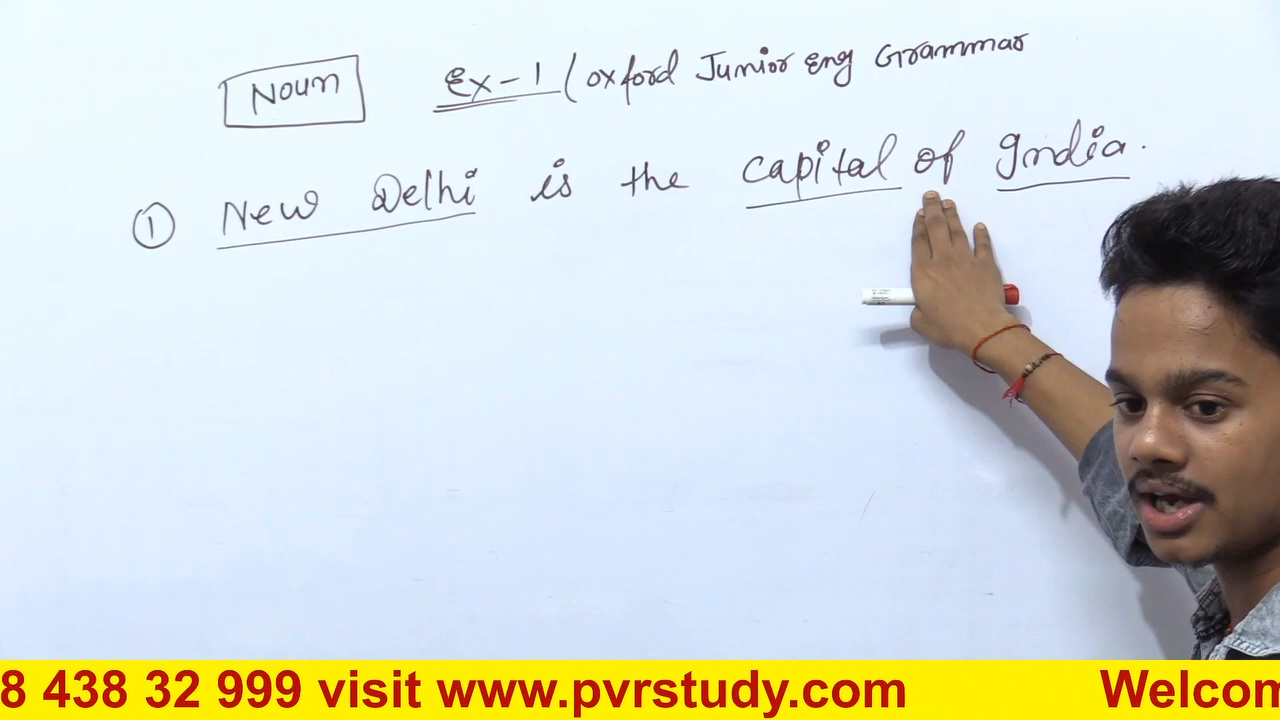 Noun Ex-1 (Oxford Junior Eng Grammar
① New Delhi is the capital of India.
8 438 32 999 visit www.pvrstudy.com Welcom